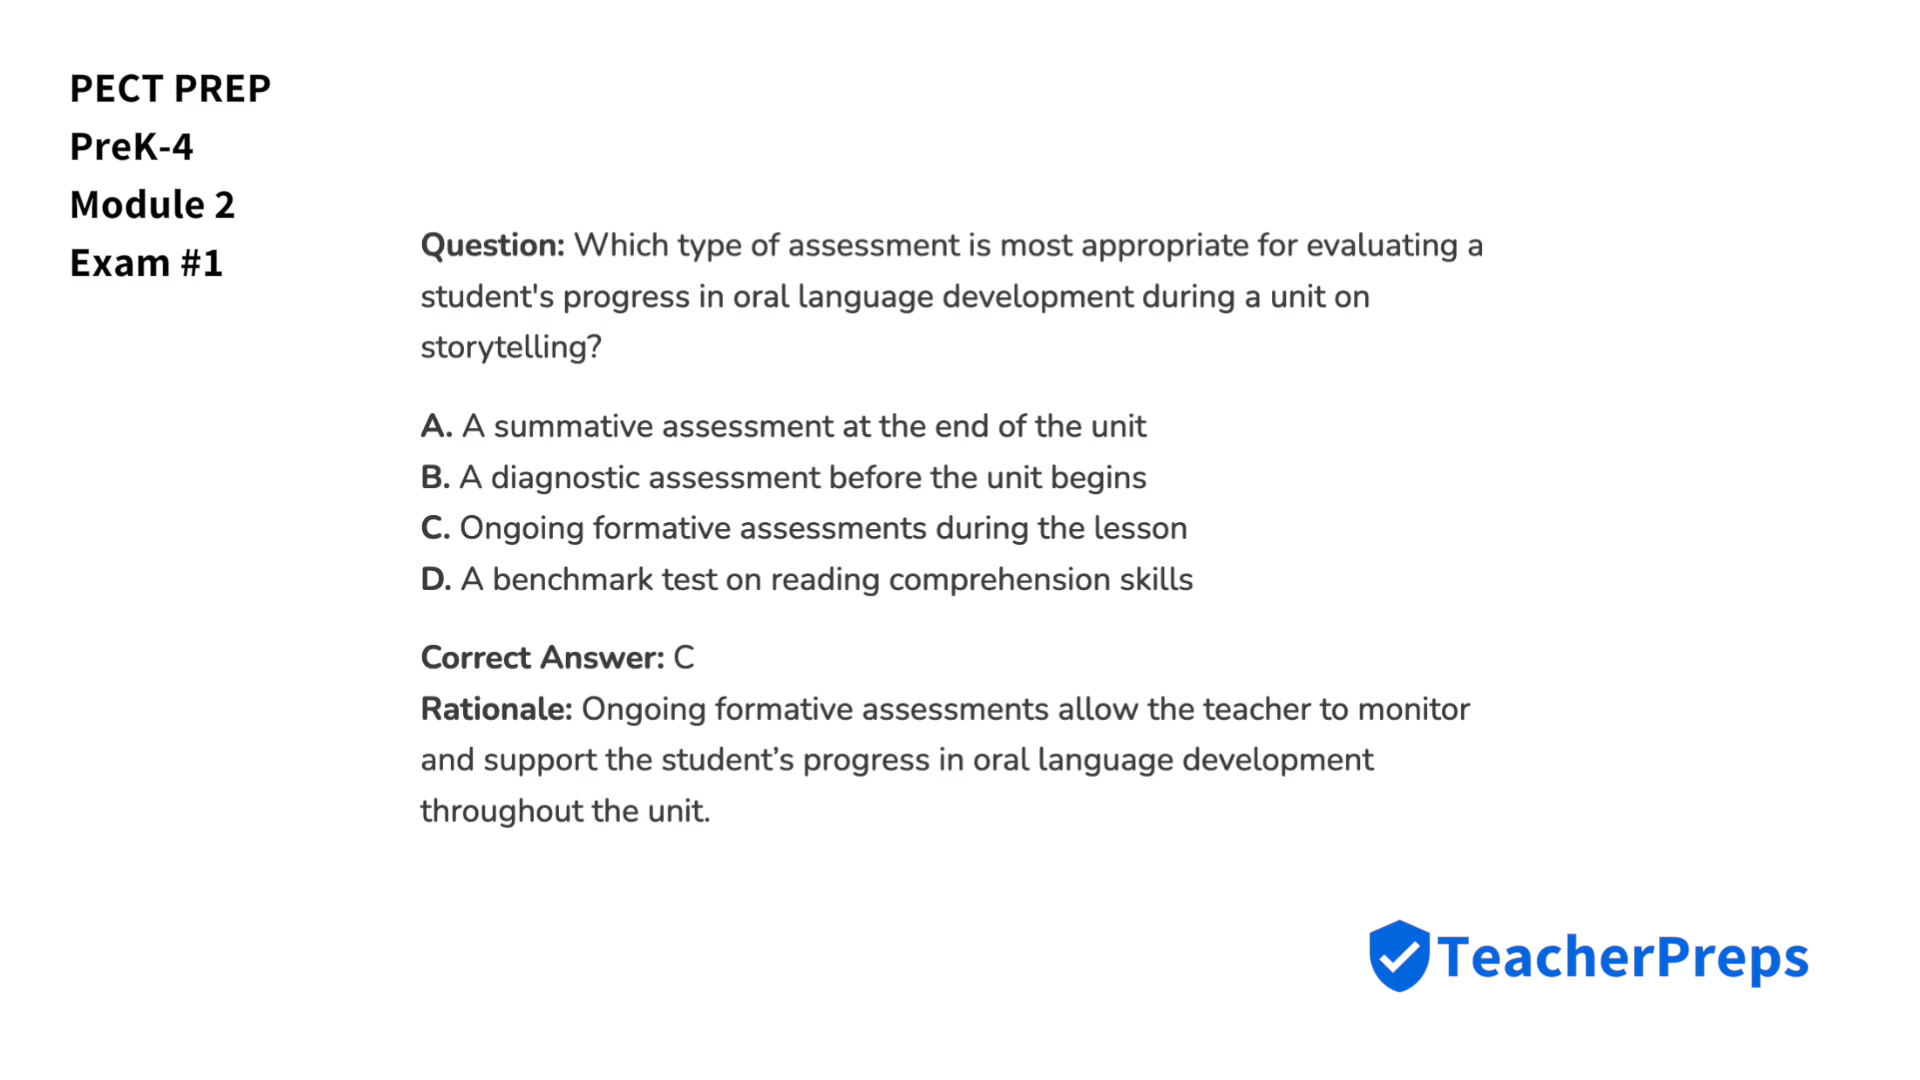 PECT PREP
PreK-4
Module 2
Exam #1
Question: Which type of assessment is most appropriate for evaluating a
student's progress in oral language development during a unit on
storytelling?
A. A summative assessment at the end of the unit
B. A diagnostic assessment before the unit begins
C. Ongoing formative assessments during the lesson
D. A benchmark test on reading comprehension skills
Correct Answer: C
Rationale: Ongoing formative assessments allow the teacher to monitor
and support the student’s progress in oral language development
throughout the unit.
TeacherPreps